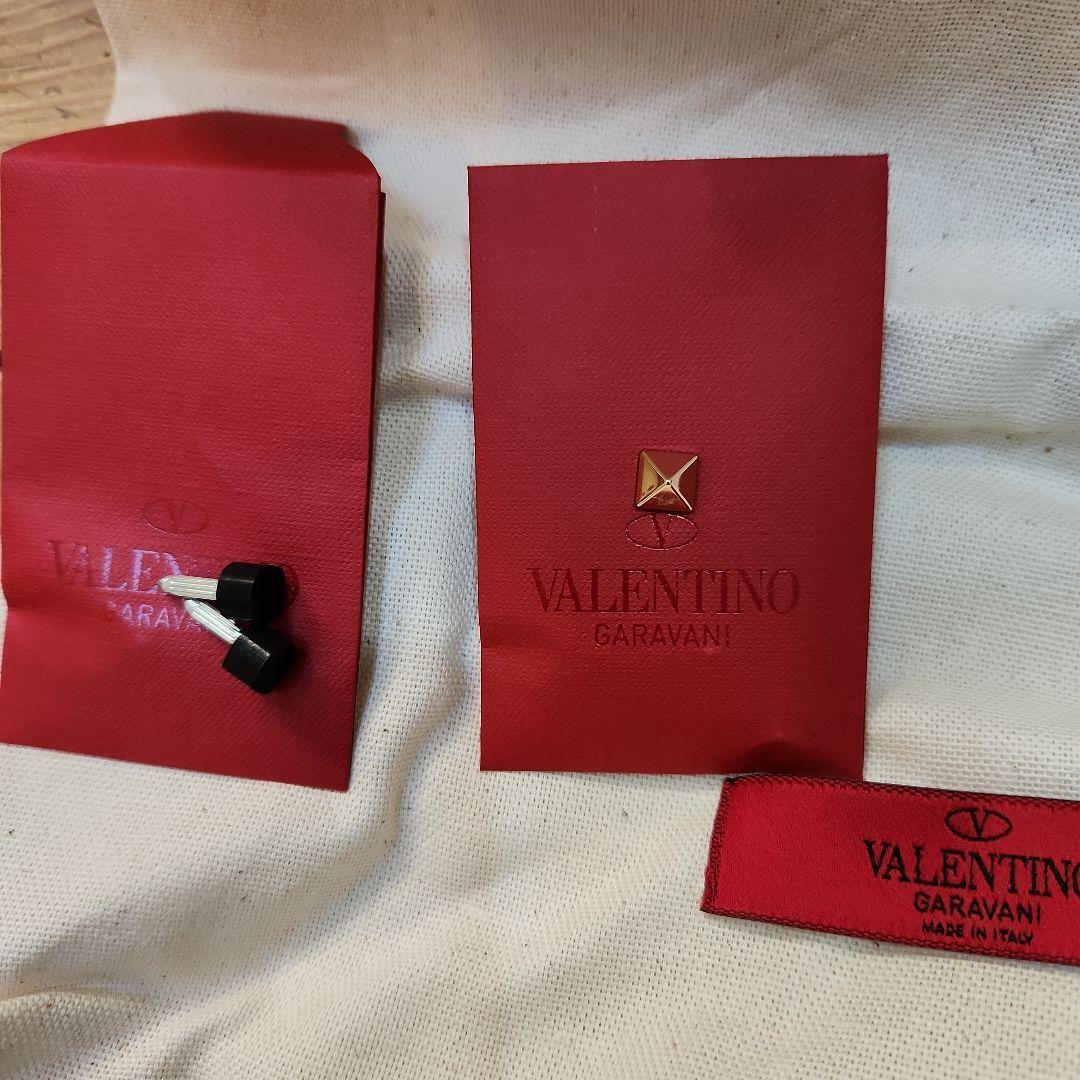 V
VALENTINO
GARAVANI
V
VALENTINO
GARAVANI
V
VALENTINO
GARAVANI
MADE IN ITALY